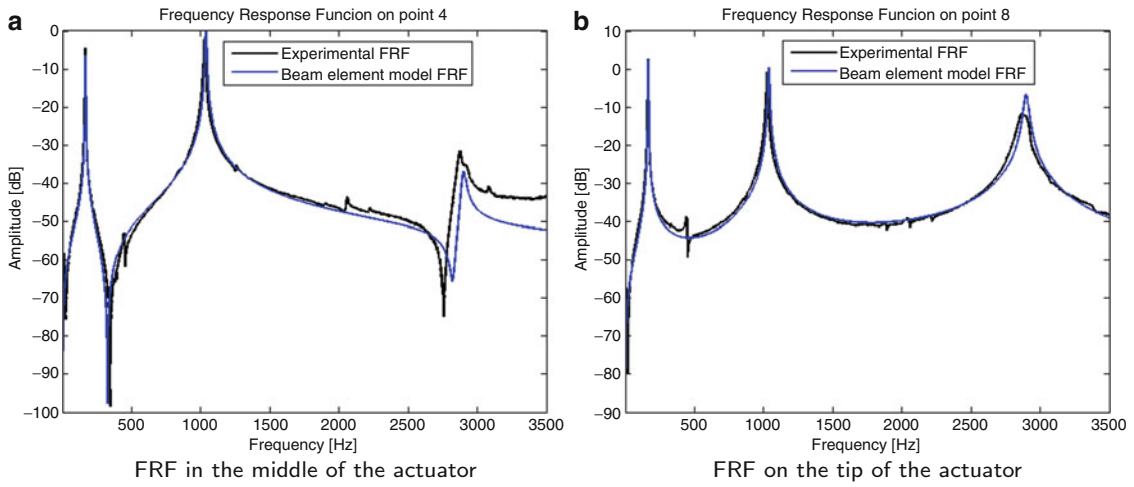 a
Frequency Response Funcion on point 4
Experimental FRF
Beam element model FRF
Amplitude [dB]
0
−10
−20
−30
−40
−50
−60
−70
−80
−90
−100
500
1000
1500
2000
2500
3000
3500
Frequency [Hz]
FRF in the middle of the actuator
b
Frequency Response Funcion on point 8
Experimental FRF
Beam element model FRF
Amplitude [dB]
10
0
−10
−20
−30
−40
−50
−60
−70
−80
−90
500
1000
1500
2000
2500
3000
3500
Frequency [Hz]
FRF on the tip of the actuator